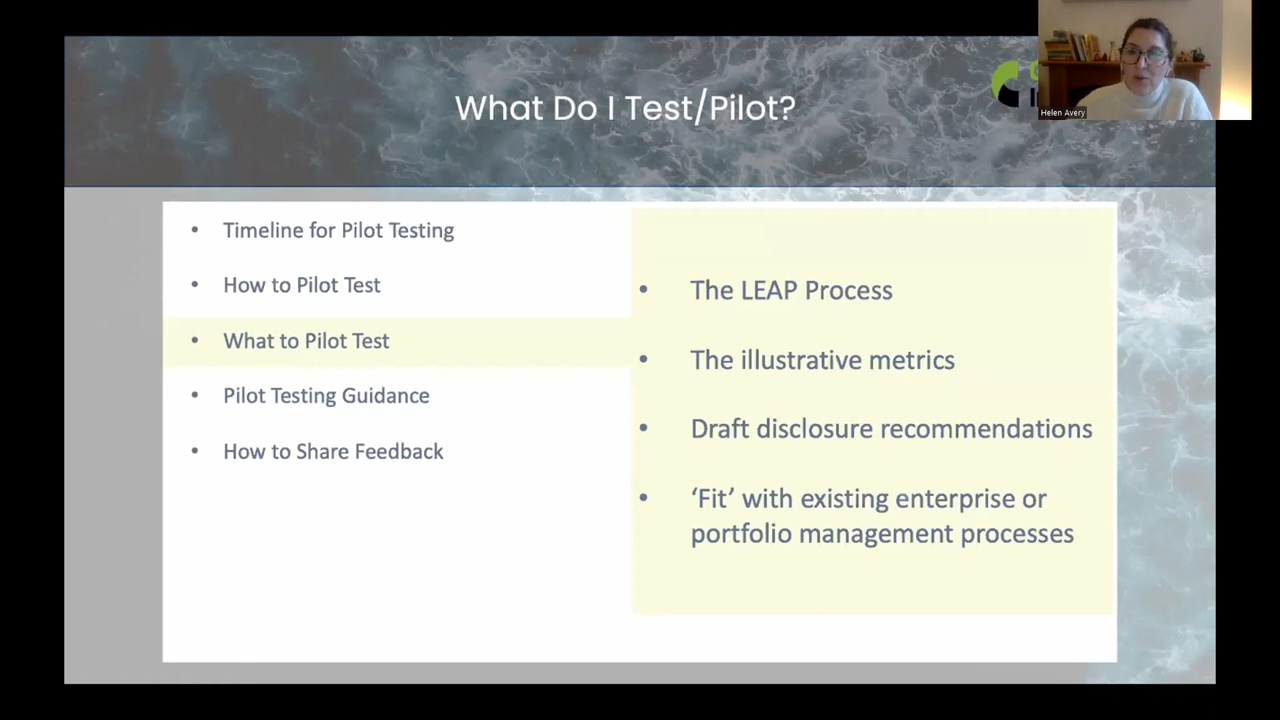 What Do I Test/Pilot?
Helen Avery
• Timeline for Pilot Testing
• How to Pilot Test
• What to Pilot Test
• Pilot Testing Guidance
• How to Share Feedback
• The LEAP Process
• The illustrative metrics
• Draft disclosure recommendations
• ‘Fit’ with existing enterprise or
portfolio management processes